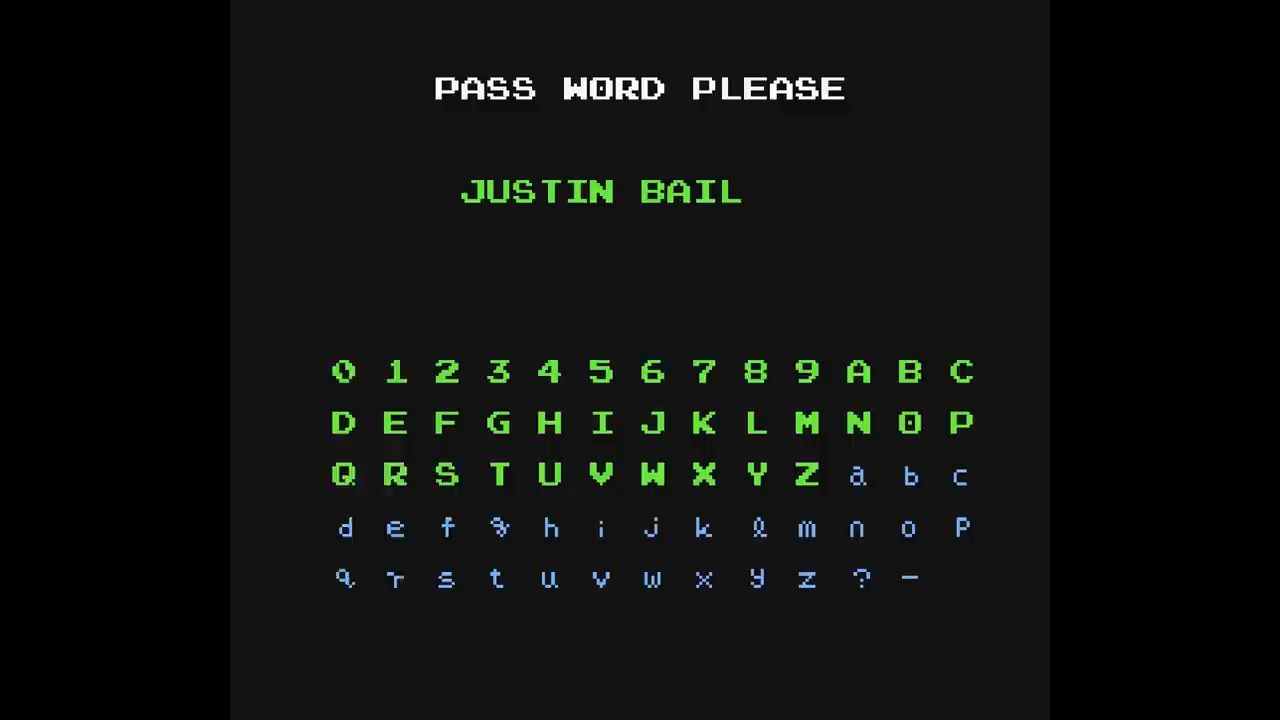 PASS WORD PLEASE
JUSTIN BAIL
0 1 2 3 4 5 6 7 8 9 A B C
D E F G H I J K L M N O P
Q R S T U V W X Y Z a b c
d e f g h i j k l m n o p
q r s t u v w x y z ? -